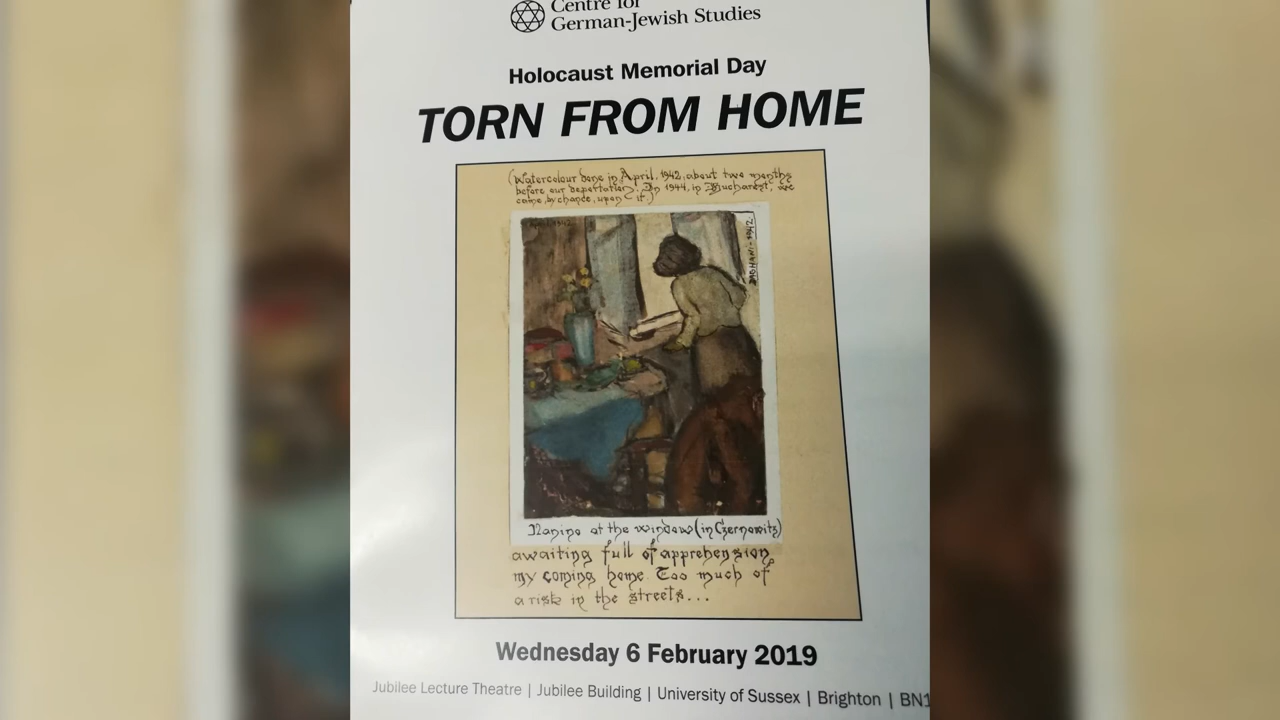 Centre for
German-Jewish Studies
Holocaust Memorial Day
TORN FROM HOME
(Watercolour done in April, 1942, about two months
before our deportation. In 1944, in Bucharest, we
came, by chance, upon it.)
1942
Nanino at the window (in Czernowitz)
awaiting full of apprehension,
my coming home. Too much of
a risk in the streets...
Wednesday 6 February 2019
Jubilee Lecture Theatre | Jubilee Building | University of Sussex | Brighton | BN1